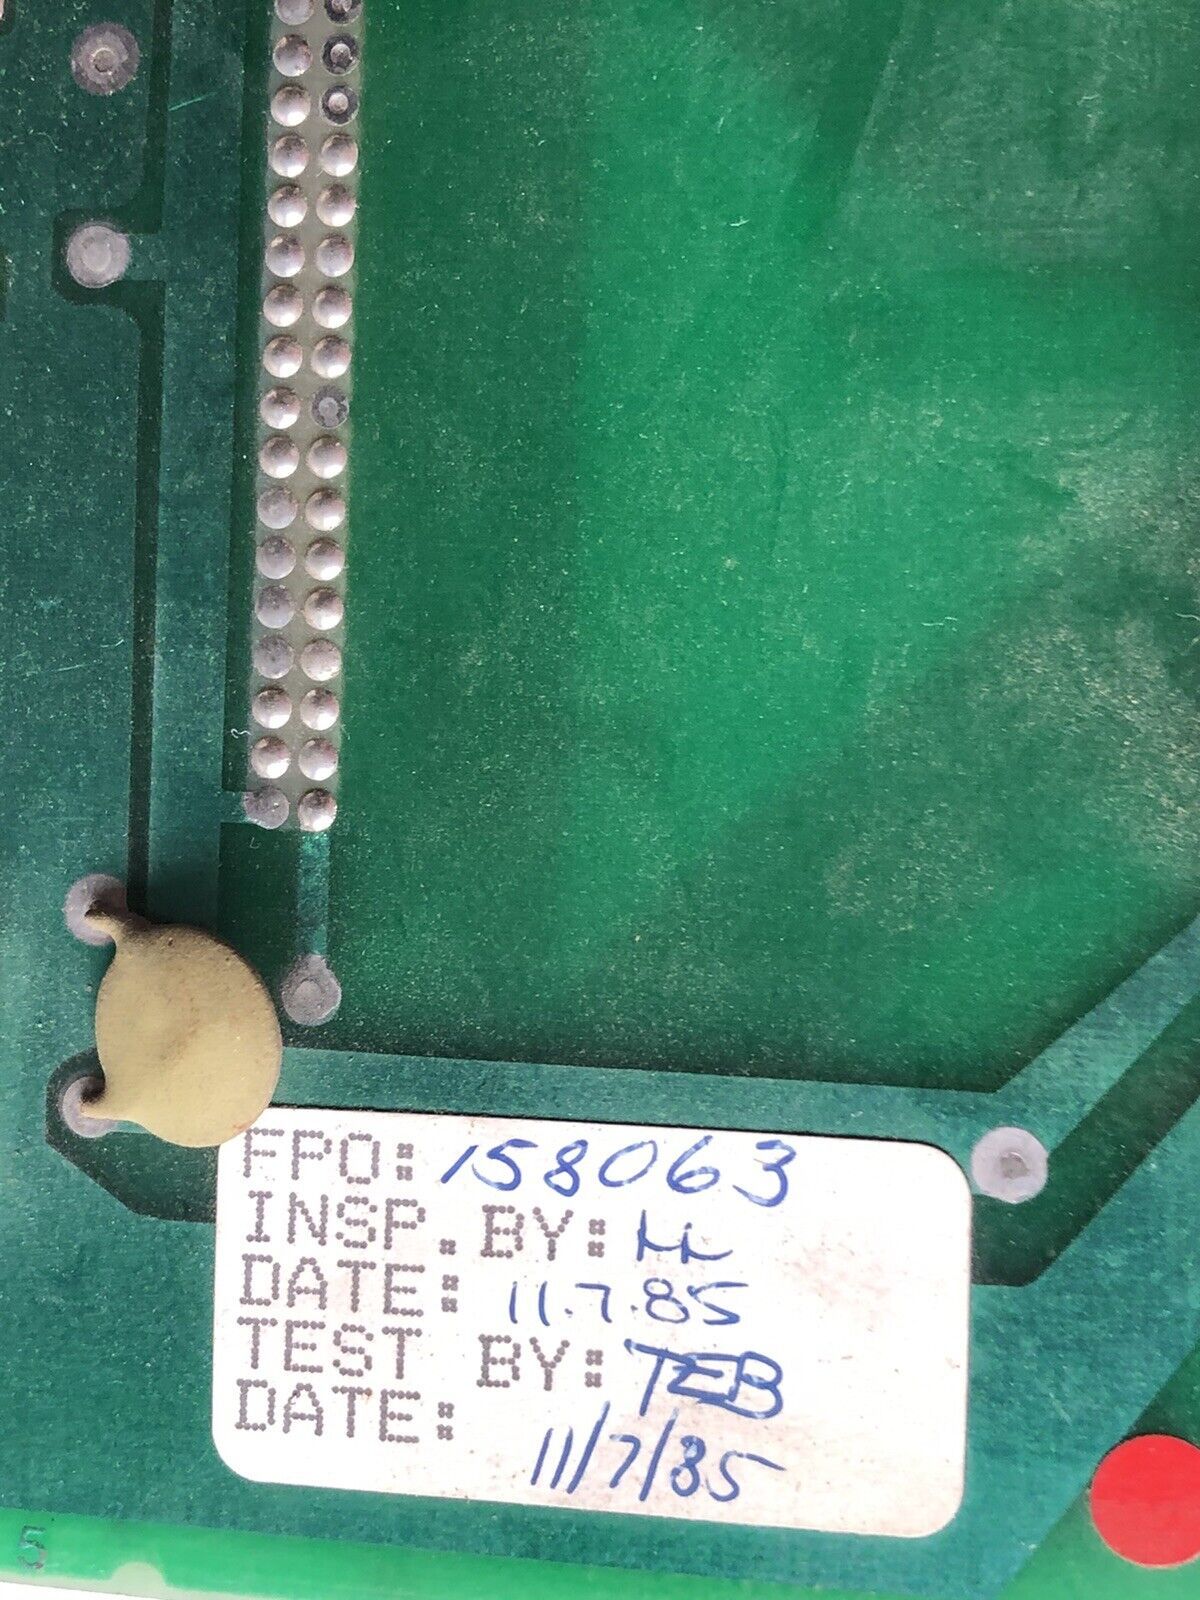 FPO: 158063
INSP. BY:
DATE: 11.7.85
TEST BY: TEB
DATE: 11/7/85
5